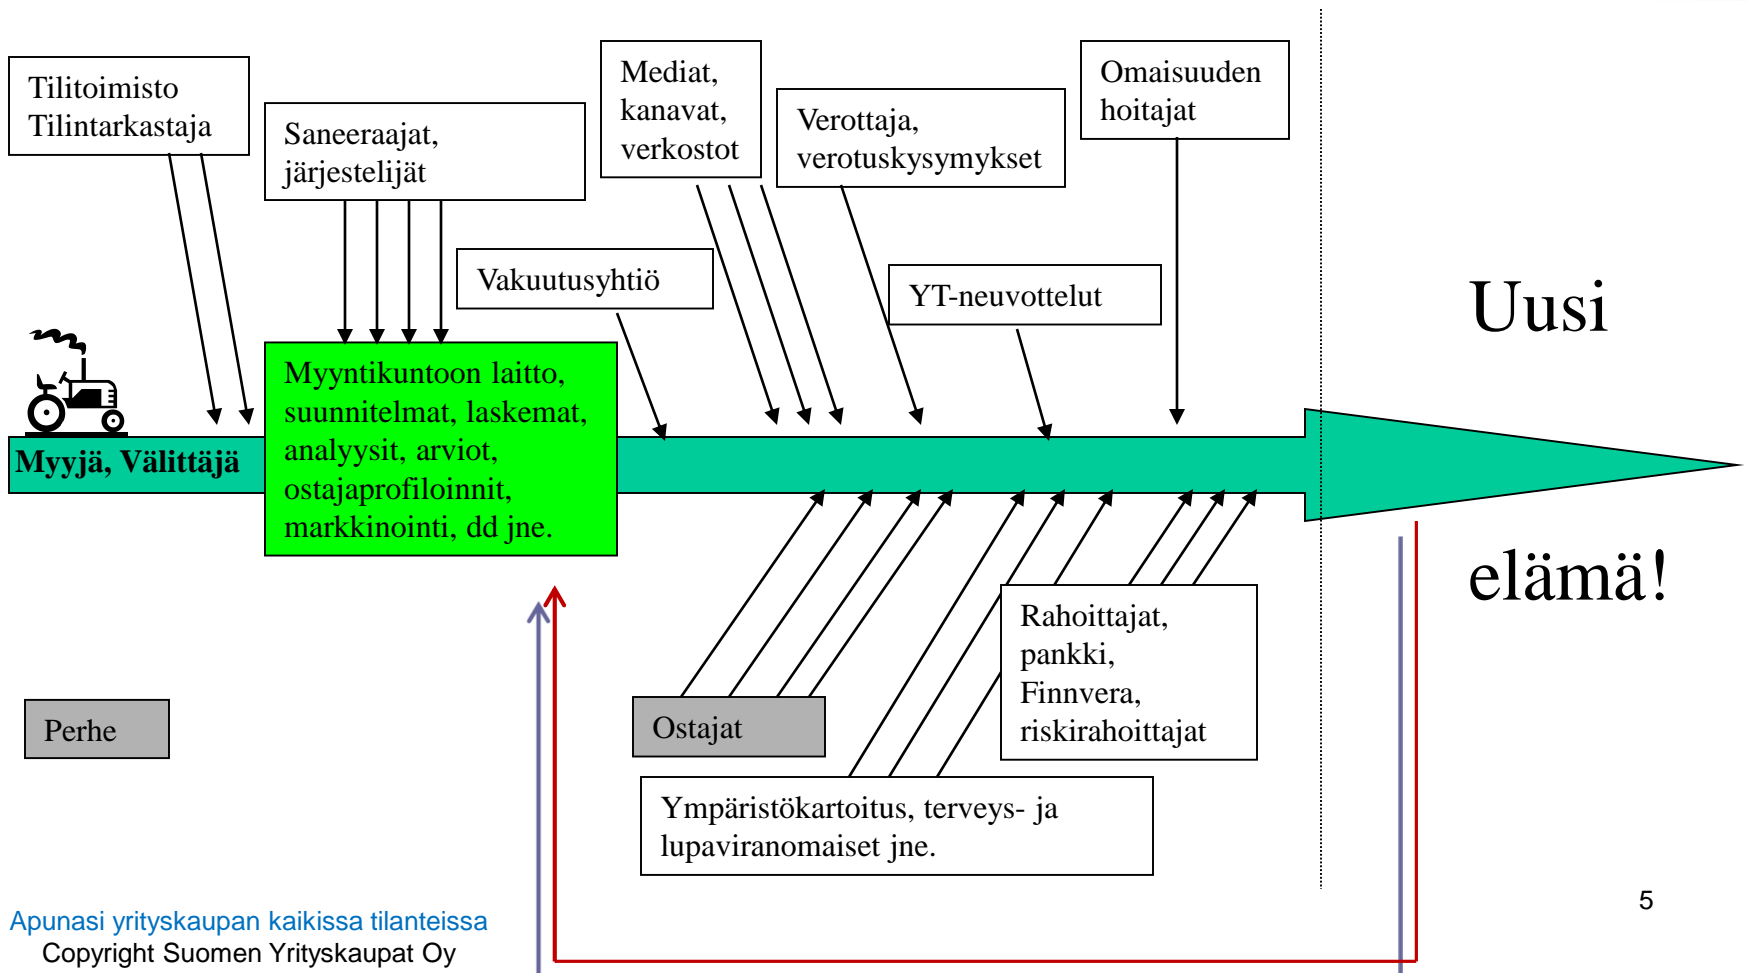 Tilitoimisto
Tilintarkastaja
Saneeraajat,
järjestelijät
Mediat,
kanavat,
verkostot
Verottaja,
verotuskysymykset
Omaisuuden
hoitajat
Vakuutusyhtiö
YT-neuvottelut
Uusi
Myyjä, Välittäjä
Myyntikuntoon laitto,
suunnitelmat, laskemat,
analyysit, arviot,
ostajaprofiloinnit,
markkinointi, dd jne.
elämä!
Perhe
Ostajat
Rahoittajat,
pankki,
Finnvera,
riskirahoittajat
Ympäristökartoitus, terveys- ja
lupaviranomaiset jne.
Apunasi yrityskaupan kaikissa tilanteissa
Copyright Suomen Yrityskaupat Oy
5